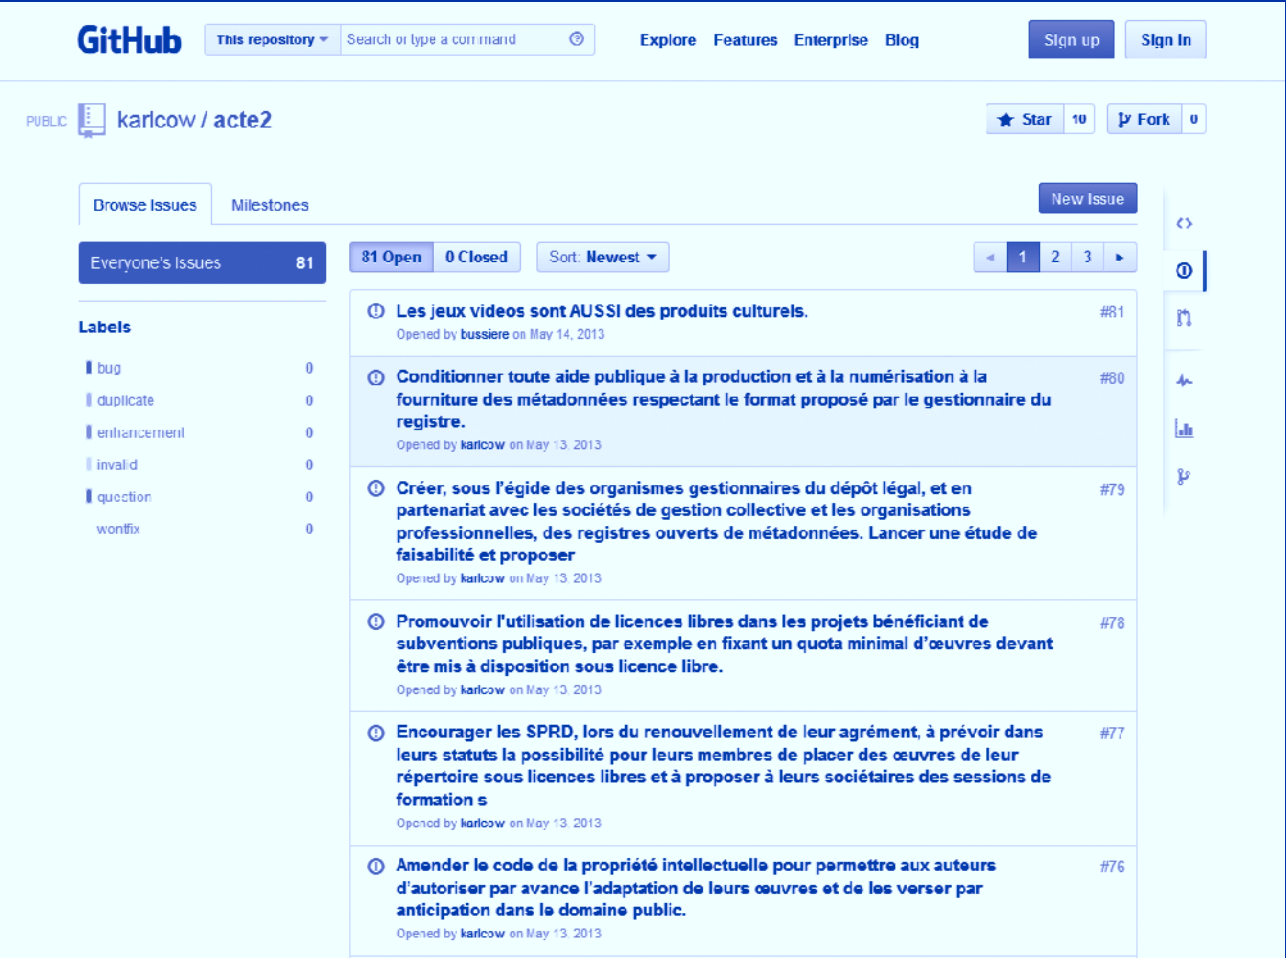 GitHub This repository Search or type a command Explore Features Enterprise Blog Sign up Sign in
PUBLIC karlcow / acte2 Star 10 Fork 0
Browse Issues Milestones New Issue
Everyone's Issues 81
Labels
bug 0
duplicate 0
enhancement 0
invalid 0
question 0
wontfix 0
81 Open 0 Closed Sort: Newest 1 2 3
Les jeux videos sont AUSSI des produits culturels. #81
Opened by bussiere on May 14, 2013
Conditionner toute aide publique à la production et à la numérisation à la #80
fourniture des métadonnées respectant le format proposé par le gestionnaire du
registre.
Opened by karlcow on May 13, 2013
Créer, sous l'égide des organismes gestionnaires du dépôt légal, et en #79
partenariat avec les sociétés de gestion collective et les organisations
professionnelles, des registres ouverts de métadonnées. Lancer une étude de
faisabilité et proposer
Opened by karlcow on May 13, 2013
Promouvoir l'utilisation de licences libres dans les projets bénéficiant de #78
subventions publiques, par exemple en fixant un quota minimal d'œuvres devant
être mis à disposition sous licence libre.
Opened by karlcow on May 13, 2013
Encourager les SPRD, lors du renouvellement de leur agrément, à prévoir dans #77
leurs statuts la possibilité pour leurs membres de placer des œuvres de leur
répertoire sous licences libres et à proposer à leurs sociétaires des sessions de
formation s
Opened by karlcow on May 13, 2013
Amender le code de la propriété intellectuelle pour permettre aux auteurs #76
d'autoriser par avance l'adaptation de leurs œuvres et de les verser par
anticipation dans le domaine public.
Opened by karlcow on May 13, 2013